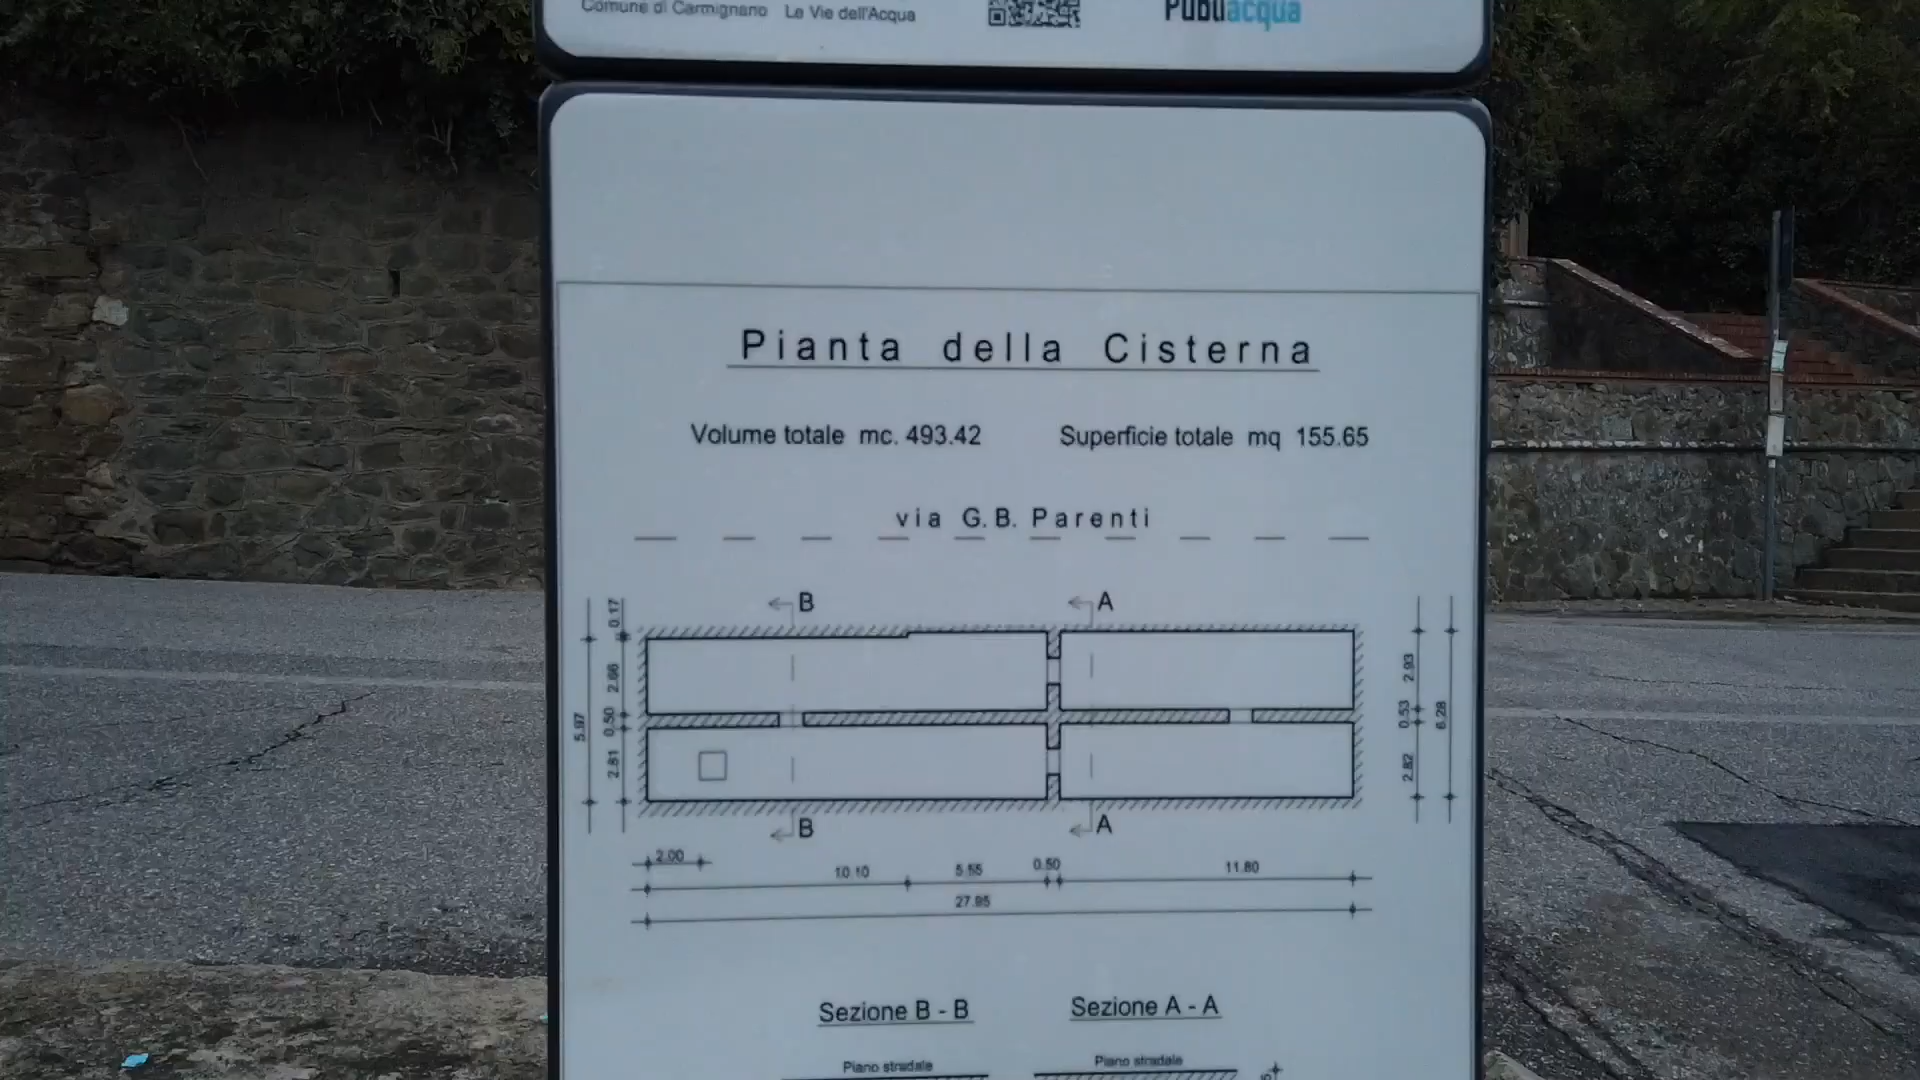 Comune di Carmignano Le Vie dell'Acqua
Publiacqua
Pianta della Cisterna
Volume totale mc. 493.42 Superficie totale mq 155.65
via G.B. Parenti
B A
0.17
2.66
0.50
2.81
5.97
2.93
0.53
2.82
6.28
B A
2.00
10.10 5.55 0.50 11.80
27.95
Sezione B - B Sezione A - A
Piano stradale Piano stradale